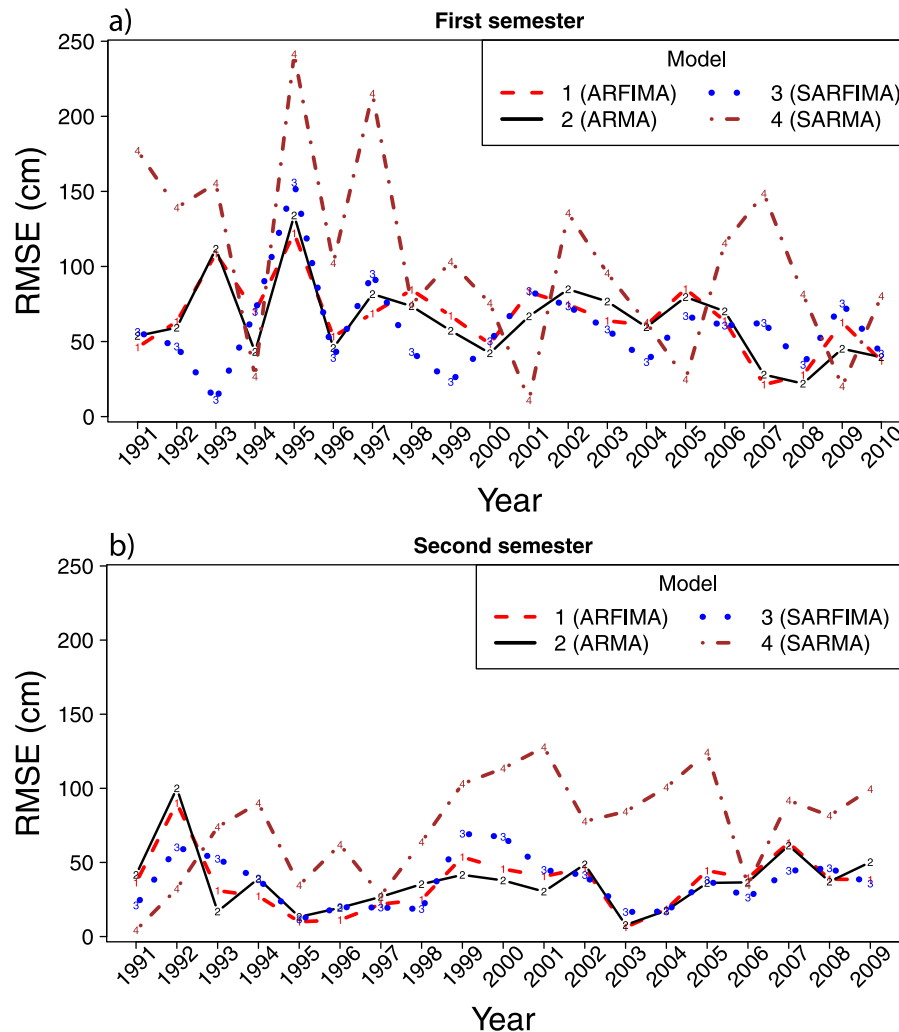 a)
First semester
250
200
150
100
50
0
RMSE (cm)
Model
1 (ARFIMA)
2 (ARMA)
3 (SARFIMA)
4 (SARMA)
1991
1992
1993
1994
1995
1996
1997
1998
1999
2000
2001
2002
2003
2004
2005
2006
2007
2008
2009
2010
Year
b)
Second semester
250
200
150
100
50
0
RMSE (cm)
Model
1 (ARFIMA)
2 (ARMA)
3 (SARFIMA)
4 (SARMA)
1991
1992
1993
1994
1995
1996
1997
1998
1999
2000
2001
2002
2003
2004
2005
2006
2007
2008
2009
Year